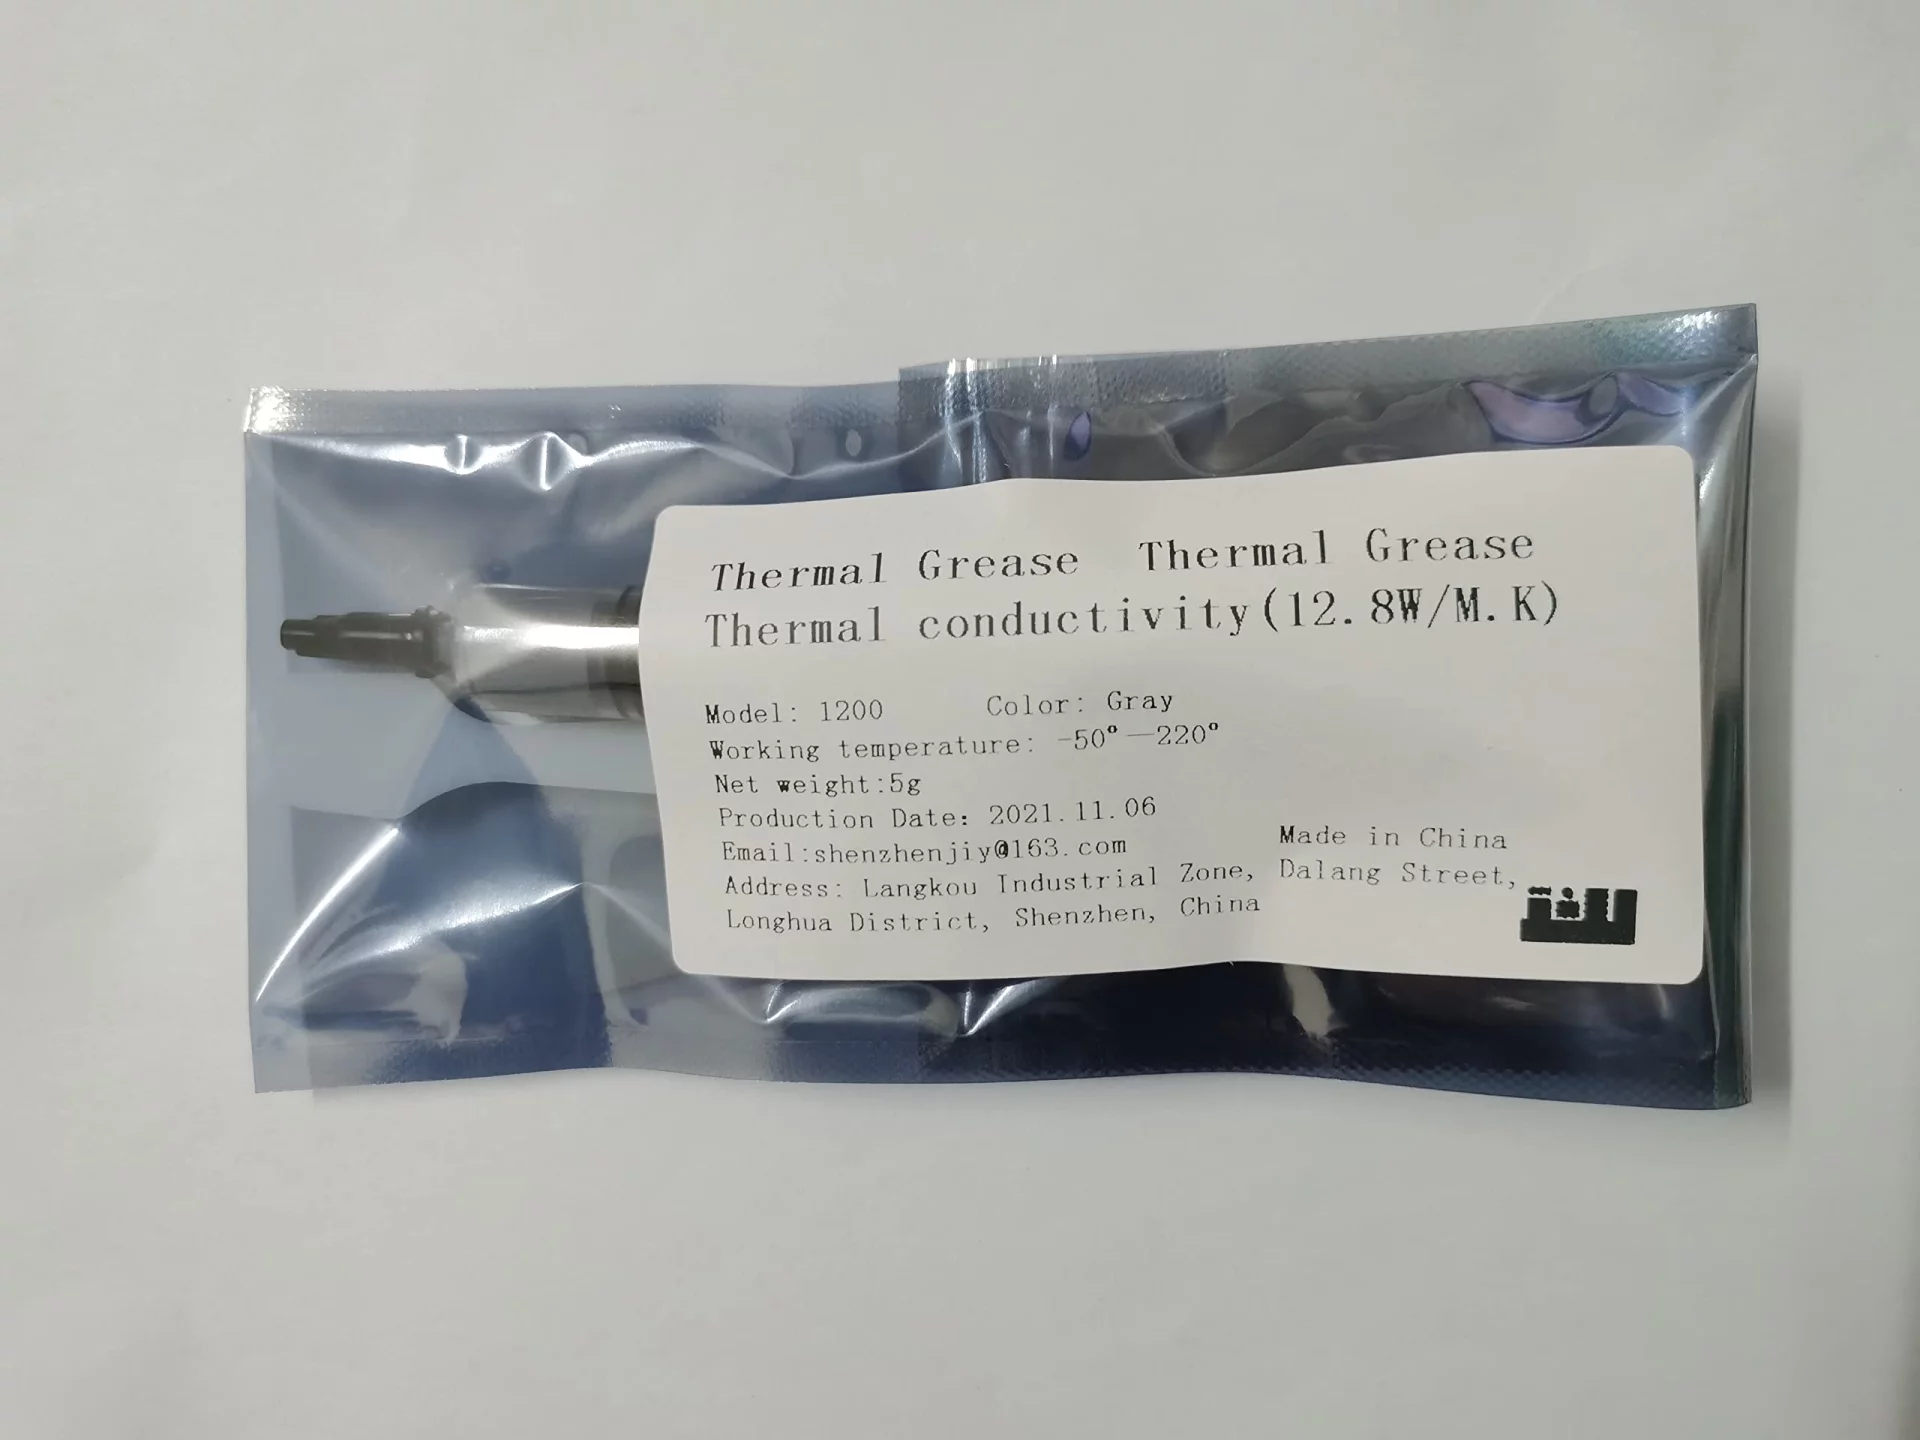 Thermal Grease Thermal Grease
Thermal conductivity(12.8W/M.K)
Model: 1200 Color: Gray
Working temperature: -50°—220°
Net weight:5g
Production Date: 2021.11.06
Email:shenzhenjiy@163.com Made in China
Address: Langkou Industrial Zone, Dalang Street,
Longhua District, Shenzhen, China